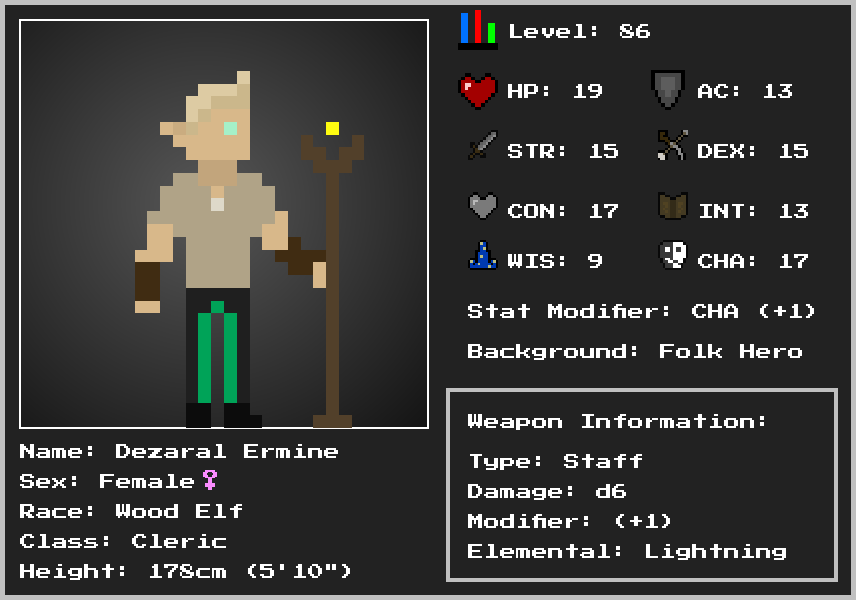 Level: 86
HP: 19 AC: 13
STR: 15 DEX: 15
CON: 17 INT: 13
WIS: 9 CHA: 17
Stat Modifier: CHA (+1)
Background: Folk Hero
Weapon Information:
Type: Staff
Damage: d6
Modifier: (+1)
Elemental: Lightning
Name: Dezaral Ermine
Sex: Female♀
Race: Wood Elf
Class: Cleric
Height: 178cm (5'10")